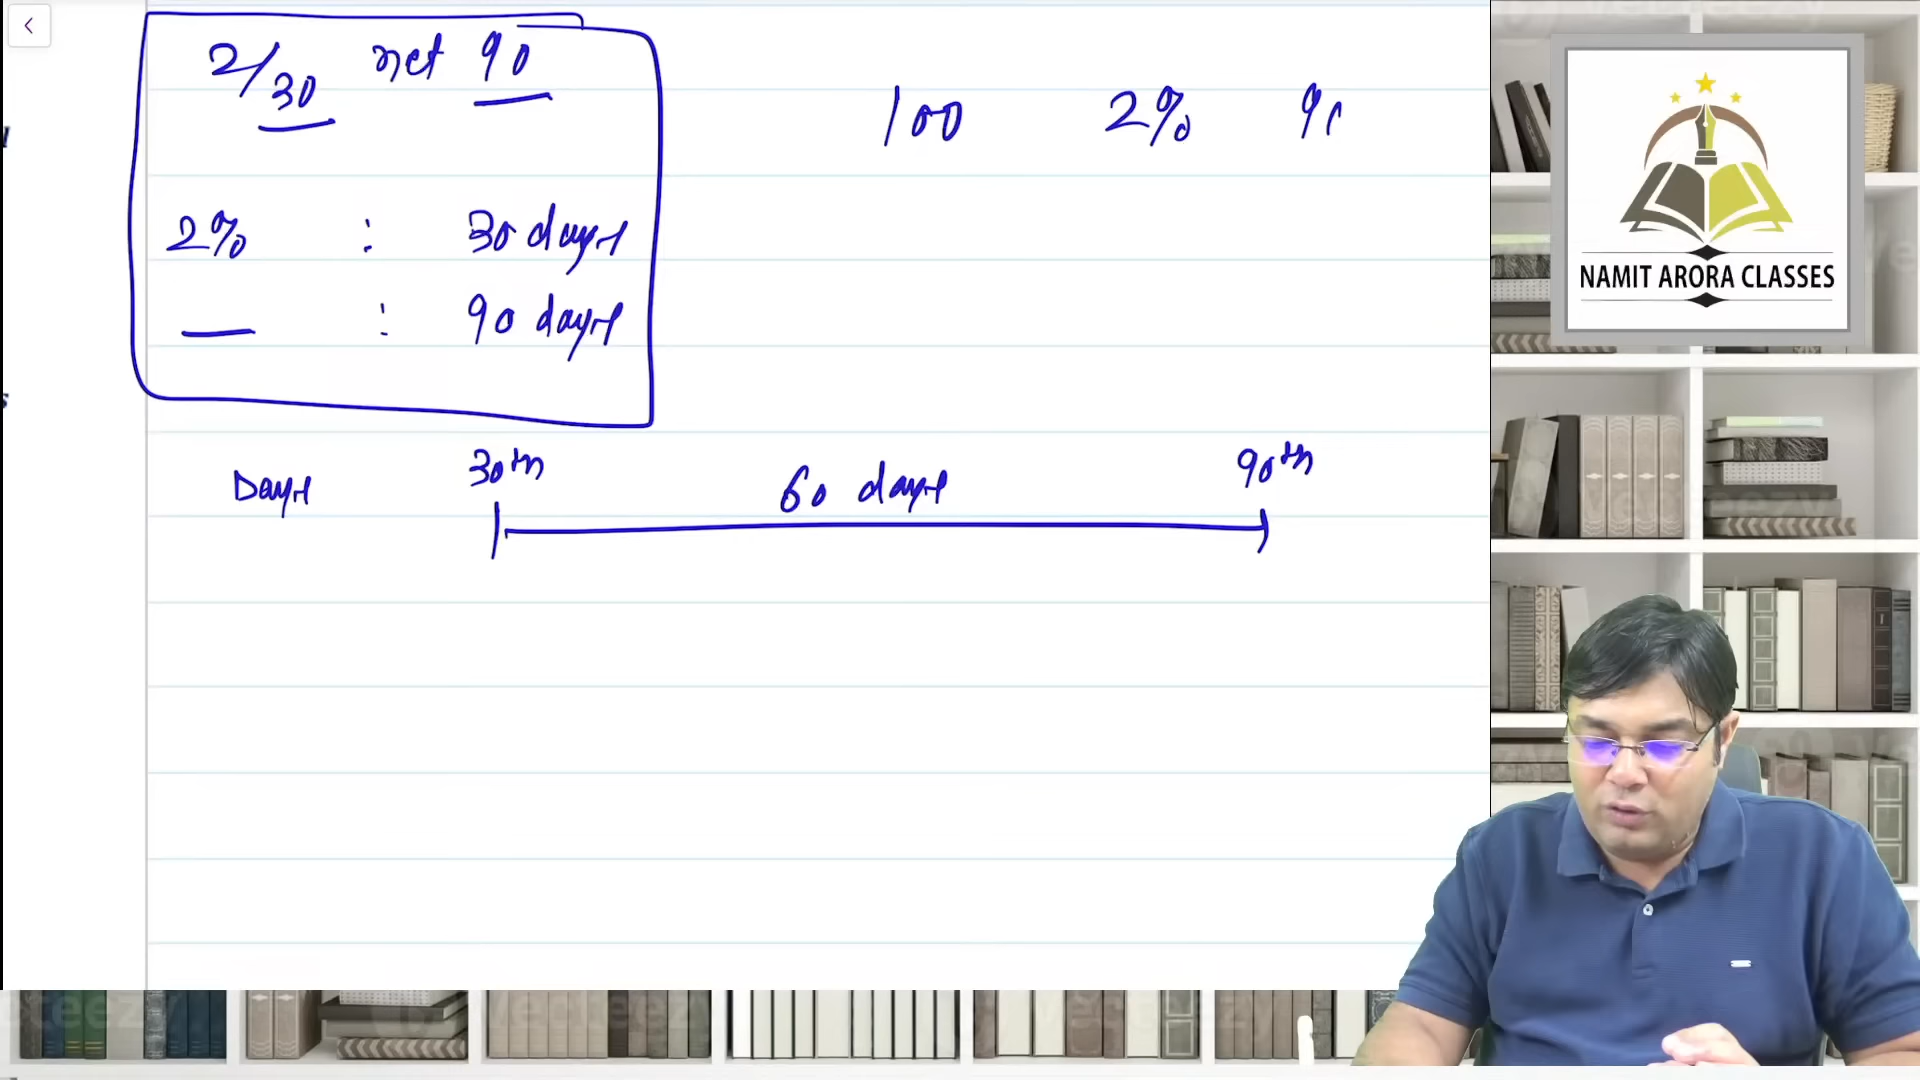 2/30 net 90
100 2% 9
2% : 30 days
— : 90 days
Days 30th 60 days 90th
NAMIT ARORA CLASSES